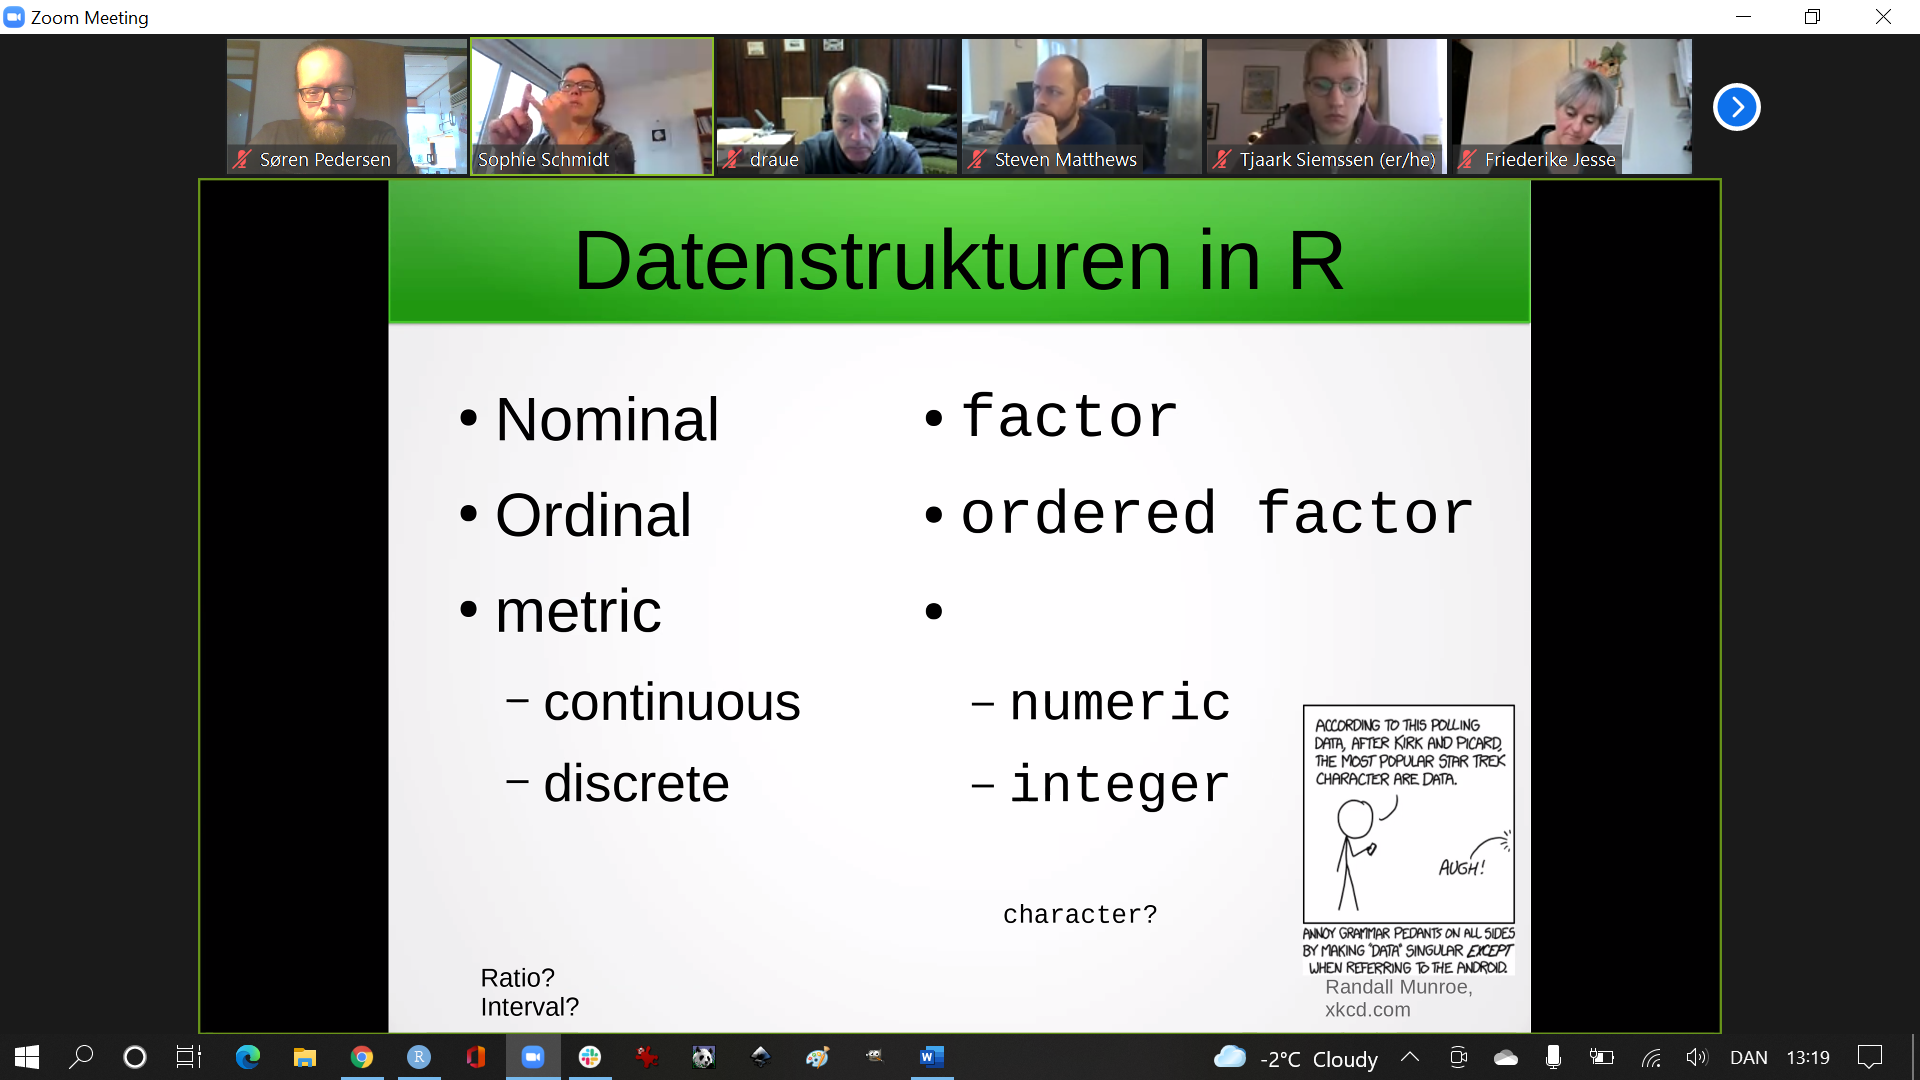 Zoom Meeting
Søren Pedersen
Sophie Schmidt
draue
Steven Matthews
Tjaark Siemssen (er/he)
Friederike Jesse
Datenstrukturen in R
• Nominal
• Ordinal
• metric
– continuous
– discrete
• factor
• ordered factor
•
– numeric
– integer
character?
Ratio?
Interval?
ACCORDING TO THIS POLLING
DATA, AFTER KIRK AND PICARD,
THE MOST POPULAR STAR TREK
CHARACTER ARE DATA.
AUGH!
ANNOY GRAMMAR PEDANTS ON ALL SIDES
BY MAKING "DATA" SINGULAR EXCEPT
WHEN REFERRING TO THE ANDROID.
Randall Munroe,
xkcd.com
R
W
-2°C Cloudy
DAN
13:19